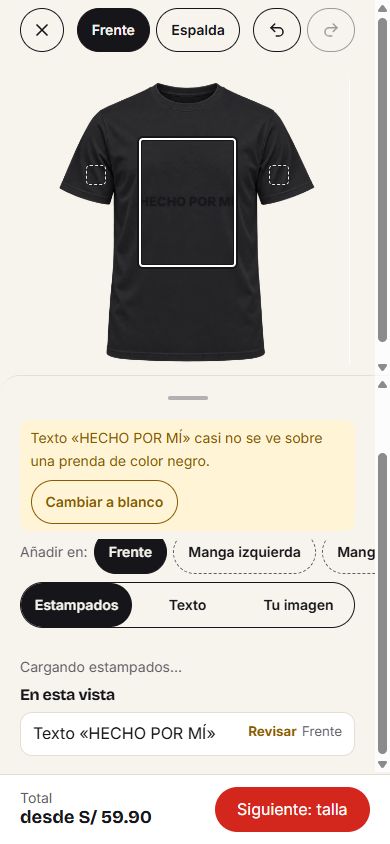 Frente
Espalda
HECHO POR MÍ
Texto «HECHO POR MÍ» casi no se ve sobre
una prenda de color negro.
Cambiar a blanco
Añadir en:
Frente
Manga izquierda
Mang
Estampados
Texto
Tu imagen
Cargando estampados...
En esta vista
Texto «HECHO POR MÍ»
Revisar
Frente
Total
desde S/ 59.90
Siguiente: talla